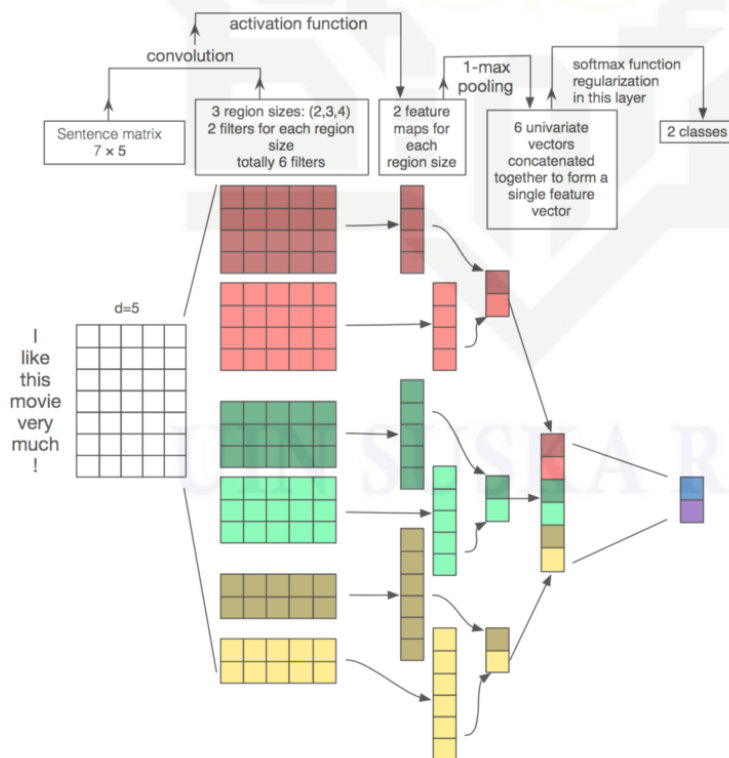 activation function
convolution
1-max
pooling
softmax function
regularization
in this layer
Sentence matrix
7 × 5
3 region sizes: (2,3,4)
2 filters for each region
size
totally 6 filters
2 feature
maps for
each
region size
6 univariate
vectors
concatenated
together to form a
single feature
vector
2 classes
d=5
I
like
this
movie
very
much
!
UIN SUSKA R